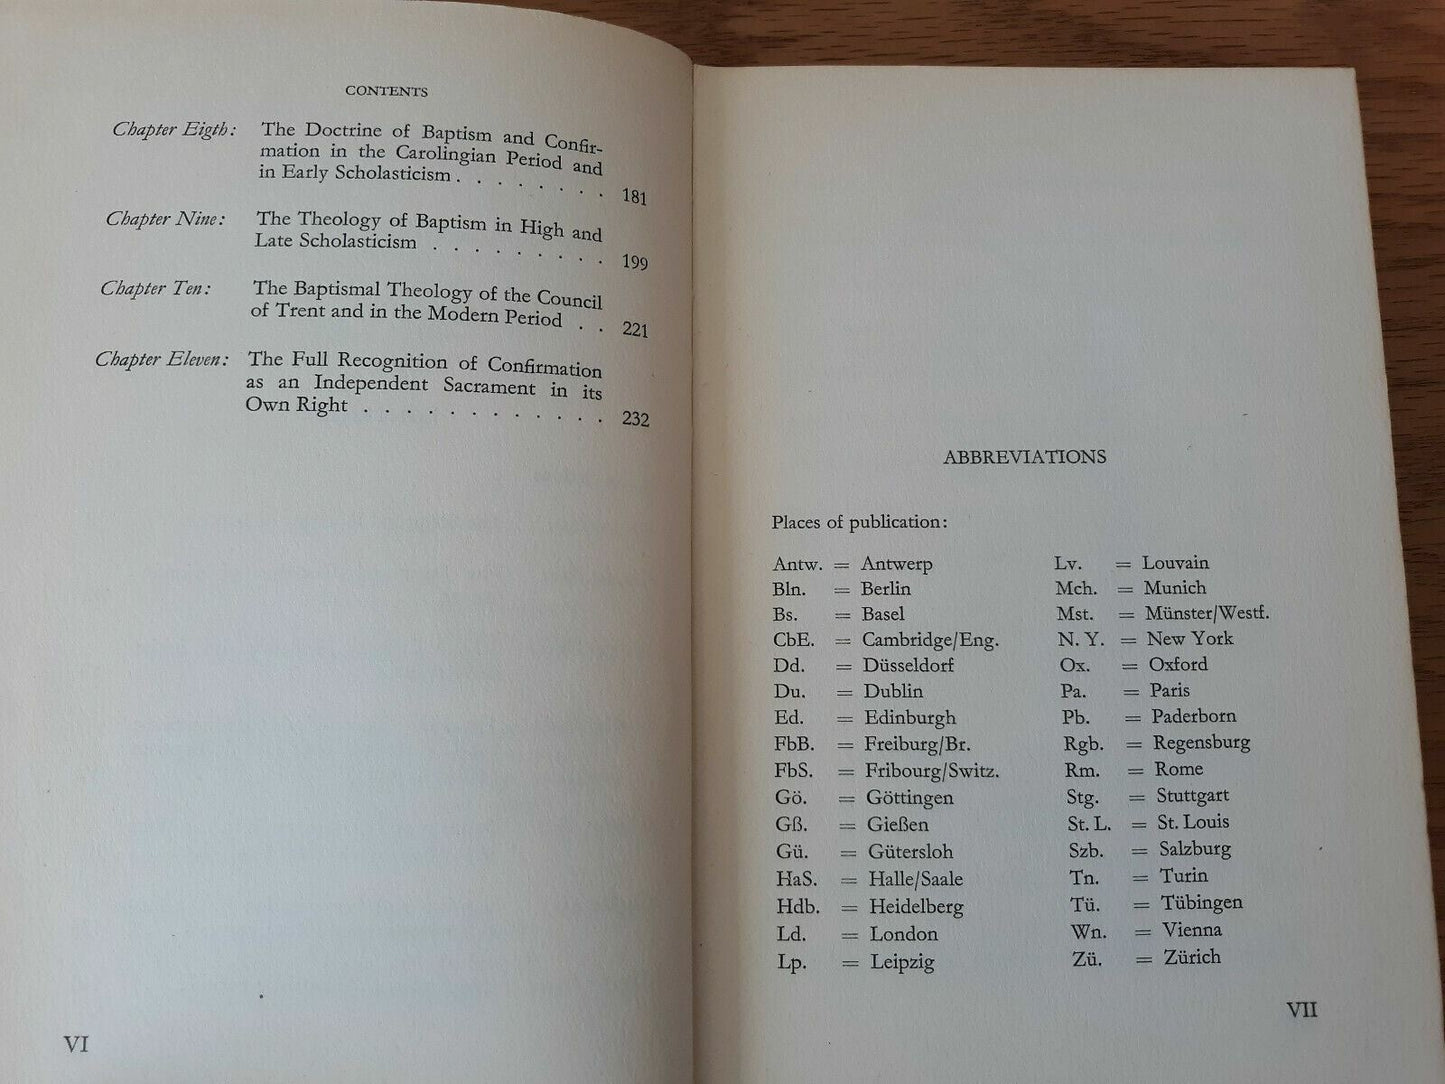 CONTENTS
Chapter Eigth: The Doctrine of Baptism and Confir-
mation in the Carolingian Period and
in Early Scholasticism . . . . . . . . 181
Chapter Nine: The Theology of Baptism in High and
Late Scholasticism . . . . . . . . . 199
Chapter Ten: The Baptismal Theology of the Council
of Trent and in the Modern Period . . 221
Chapter Eleven: The Full Recognition of Confirmation
as an Independent Sacrament in its
Own Right . . . . . . . . . . . . 232
VI
ABBREVIATIONS
Places of publication:
Antw. = Antwerp
Bln. = Berlin
Bs. = Basel
CbE. = Cambridge/Eng.
Dd. = Düsseldorf
Du. = Dublin
Ed. = Edinburgh
FbB. = Freiburg/Br.
FbS. = Fribourg/Switz.
Gö. = Göttingen
Gß. = Gießen
Gü. = Gütersloh
HaS. = Halle/Saale
Hdb. = Heidelberg
Ld. = London
Lp. = Leipzig
Lv. = Louvain
Mch. = Munich
Mst. = Münster/Westf.
N. Y. = New York
Ox. = Oxford
Pa. = Paris
Pb. = Paderborn
Rgb. = Regensburg
Rm. = Rome
Stg. = Stuttgart
St. L. = St. Louis
Szb. = Salzburg
Tn. = Turin
Tü. = Tübingen
Wn. = Vienna
Zü. = Zürich
VII